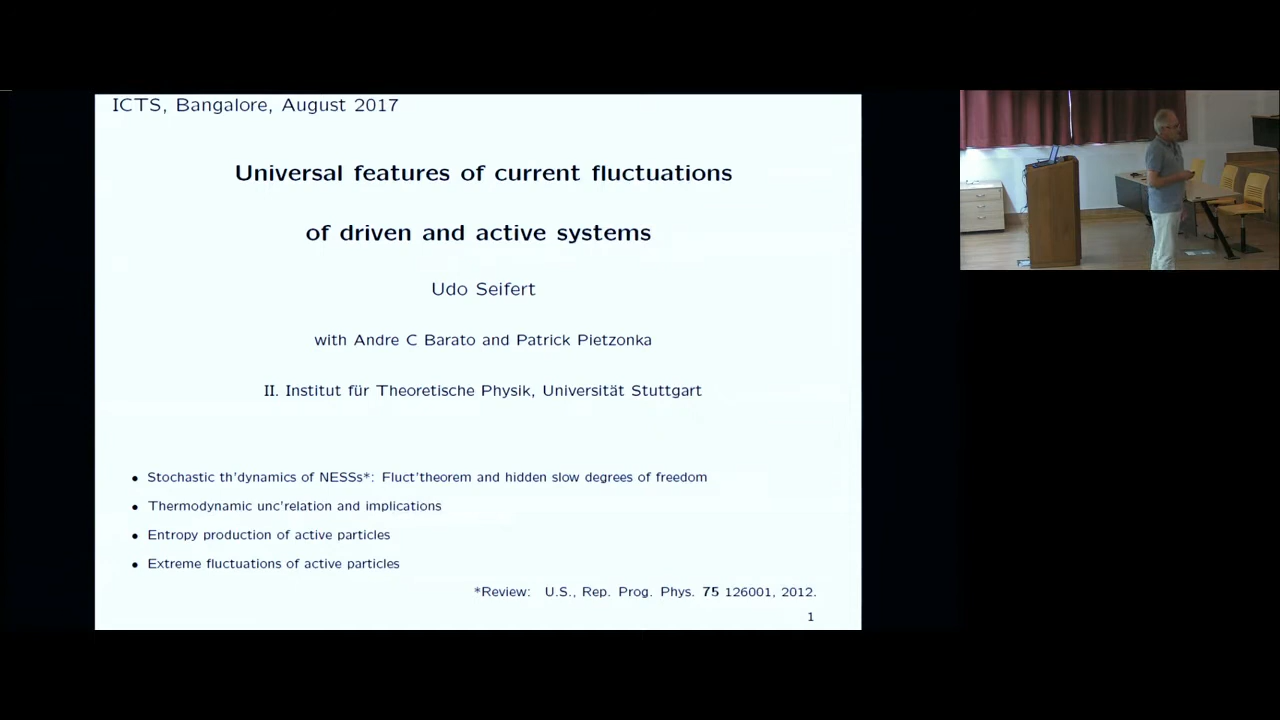 ICTS, Bangalore, August 2017
Universal features of current fluctuations
of driven and active systems
Udo Seifert
with Andre C Barato and Patrick Pietzonka
II. Institut für Theoretische Physik, Universität Stuttgart
• Stochastic th'dynamics of NESSs*: Fluct'theorem and hidden slow degrees of freedom
• Thermodynamic unc'relation and implications
• Entropy production of active particles
• Extreme fluctuations of active particles
*Review: U.S., Rep. Prog. Phys. 75 126001, 2012.
1